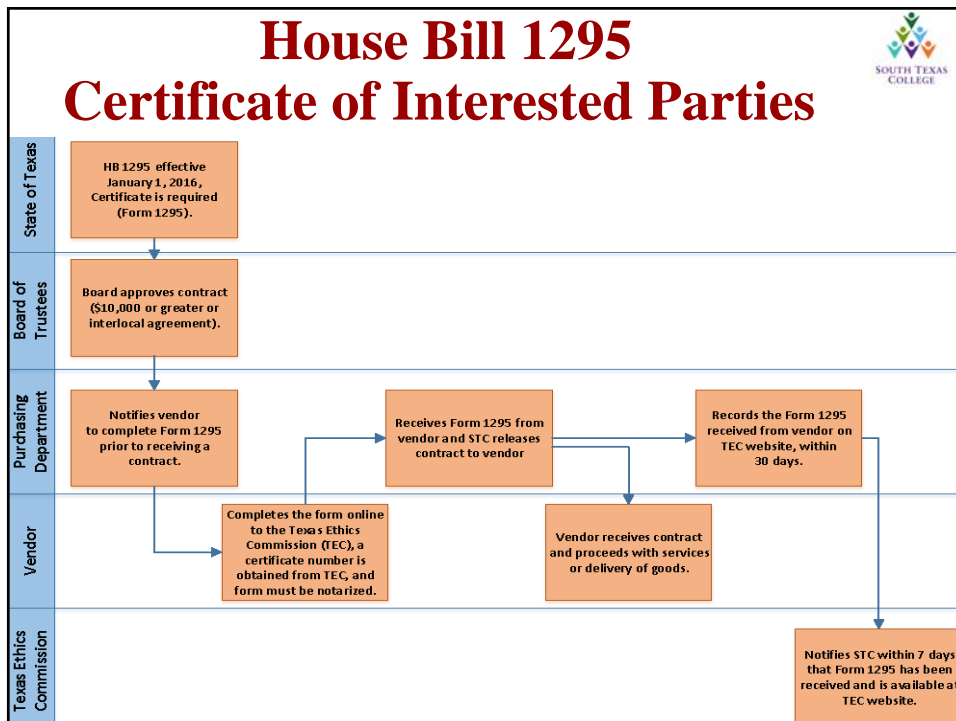 House Bill 1295
Certificate of Interested Parties
SOUTH TEXAS
COLLEGE
State of Texas
HB 1295 effective
January 1, 2016,
Certificate is required
(Form 1295).
Board of
Trustees
Board approves contract
($10,000 or greater or
interlocal agreement).
Purchasing
Department
Notifies vendor
to complete Form 1295
prior to receiving a
contract.
Receives Form 1295 from
vendor and STC releases
contract to vendor
Records the Form 1295
received from vendor on
TEC website, within
30 days.
Vendor
Completes the form online
to the Texas Ethics
Commission (TEC), a
certificate number is
obtained from TEC, and
form must be notarized.
Vendor receives contract
and proceeds with services
or delivery of goods.
Texas Ethics
Commission
Notifies STC within 7 days
that Form 1295 has been
received and is available at
TEC website.